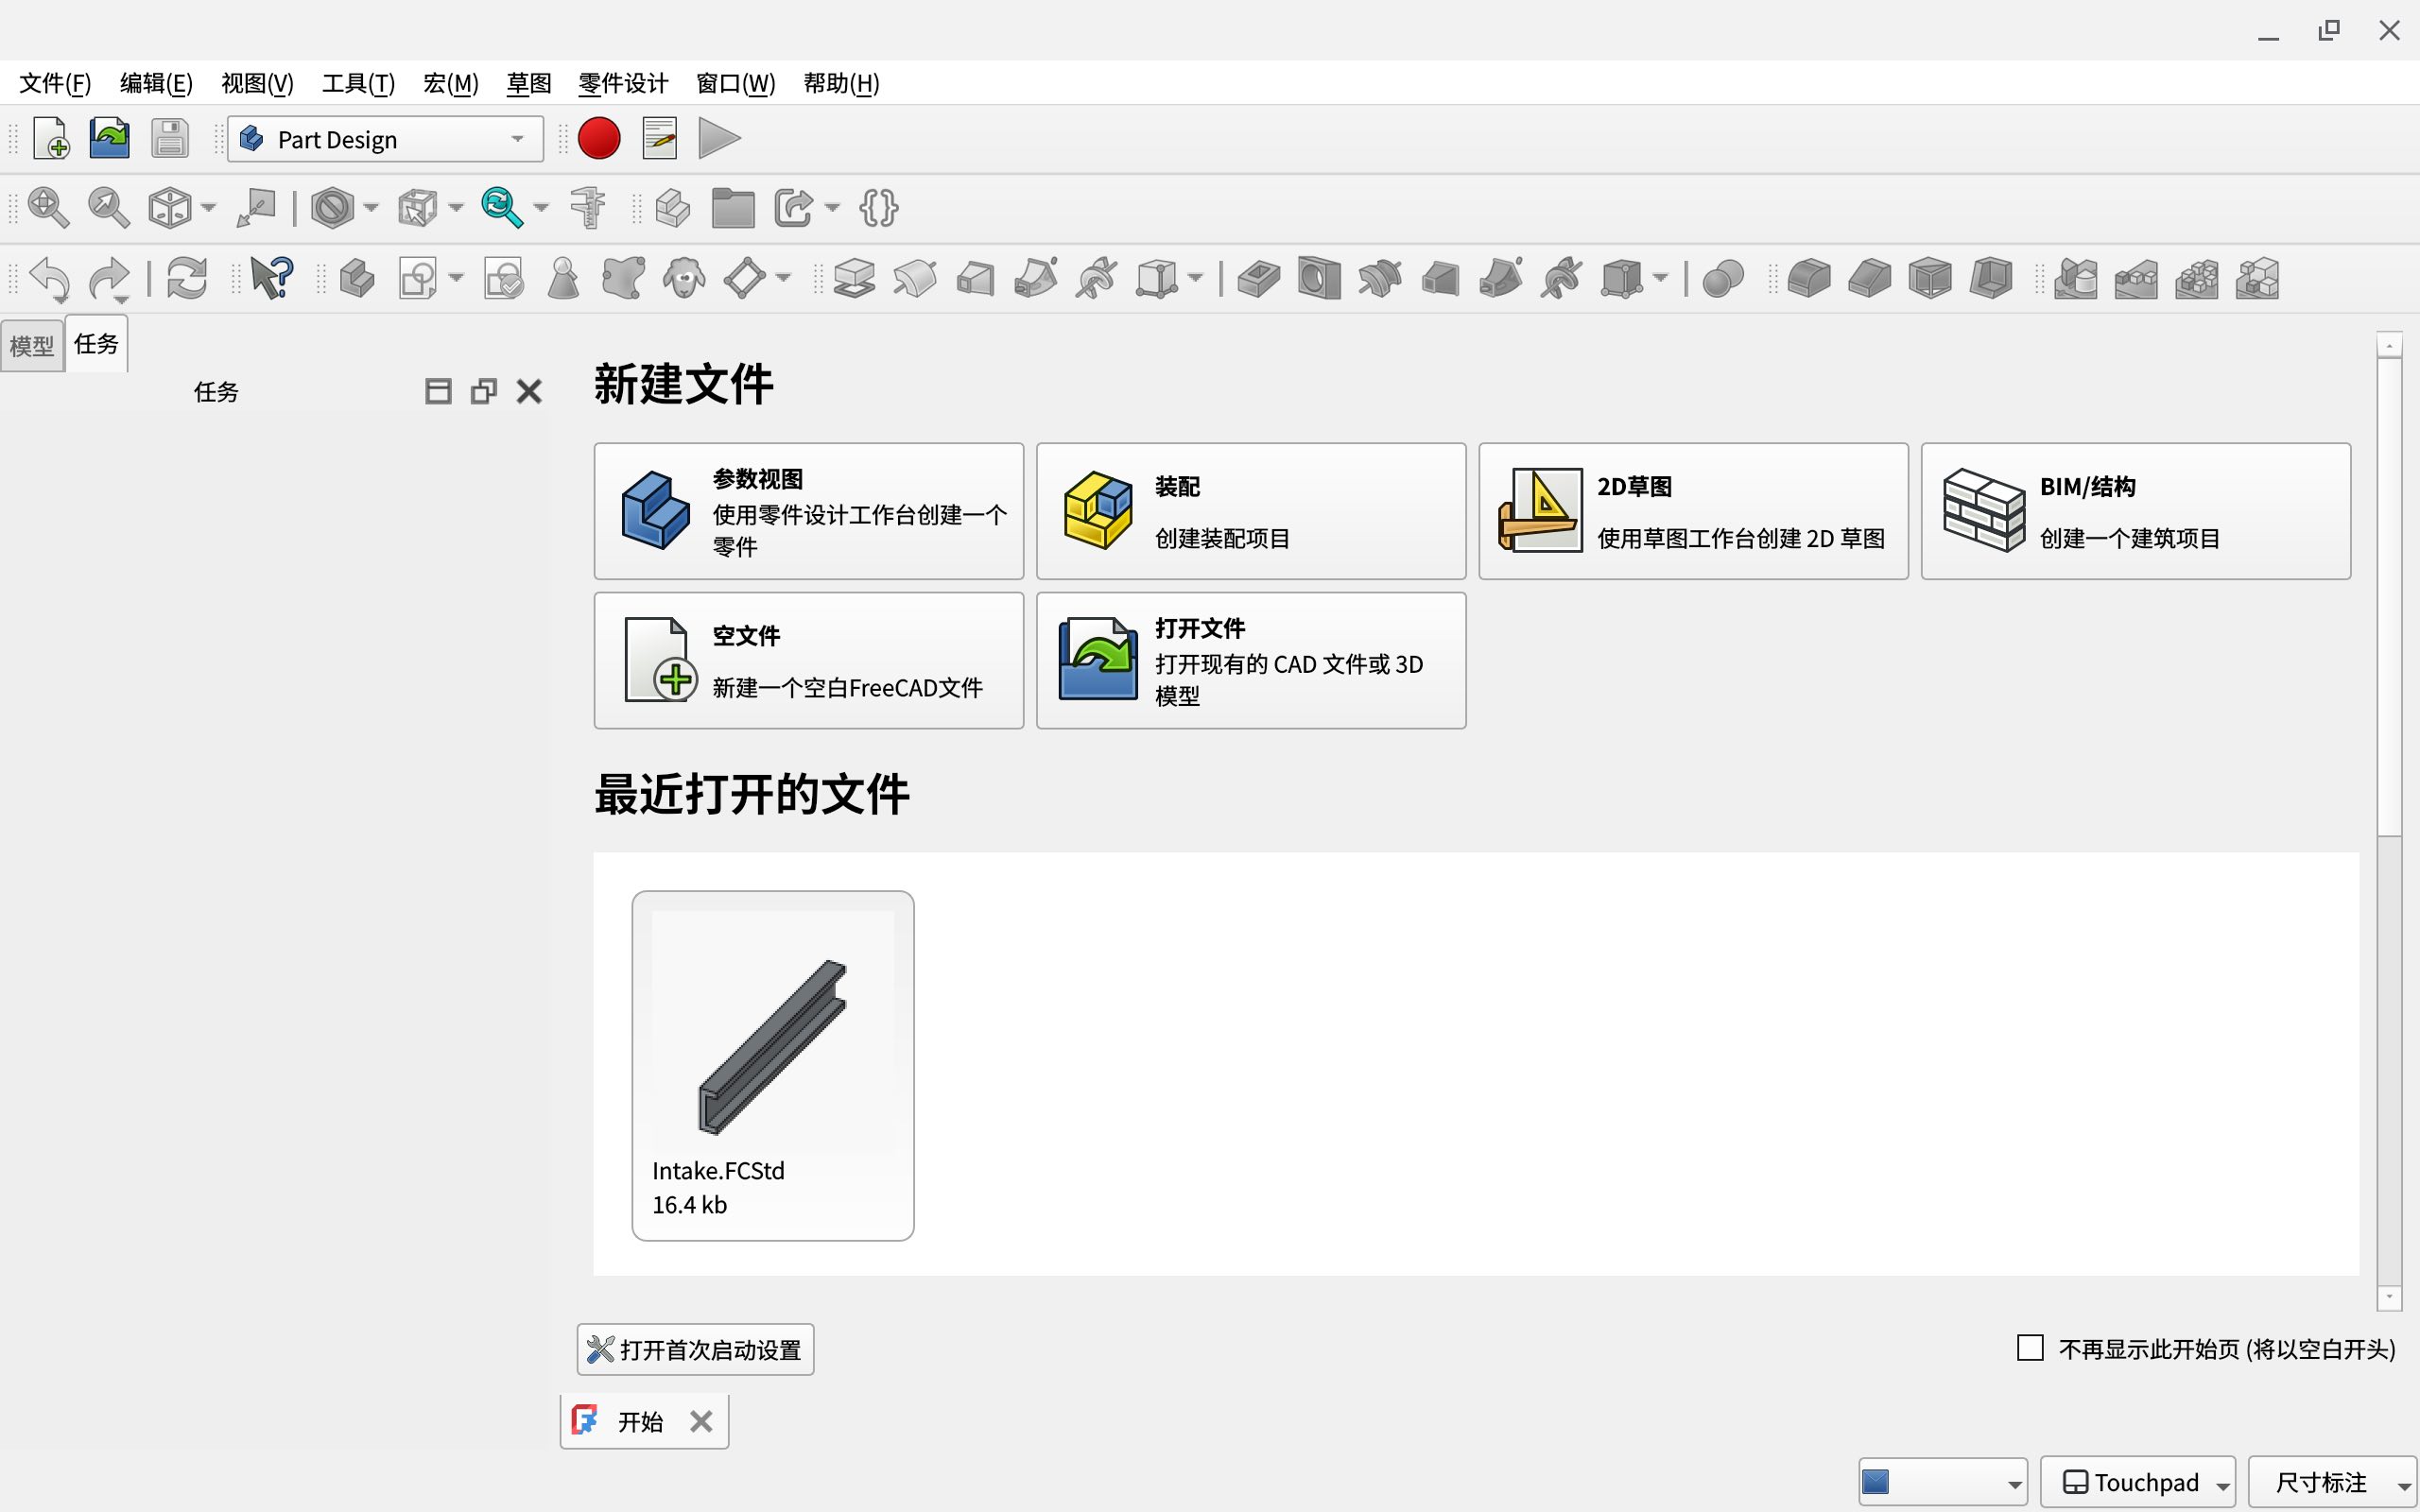 文件(F) 编辑(E) 视图(V) 工具(T) 宏(M) 草图 零件设计 窗口(W) 帮助(H)
Part Design
模型 任务
任务
新建文件
参数视图
使用零件设计工作台创建一个
零件
装配
创建装配项目
2D草图
使用草图工作台创建 2D 草图
BIM/结构
创建一个建筑项目
空文件
新建一个空白FreeCAD文件
打开文件
打开现有的 CAD 文件或 3D
模型
最近打开的文件
Intake.FCStd
16.4 kb
打开首次启动设置
不再显示此开始页 (将以空白开头)
开始
Touchpad
尺寸标注